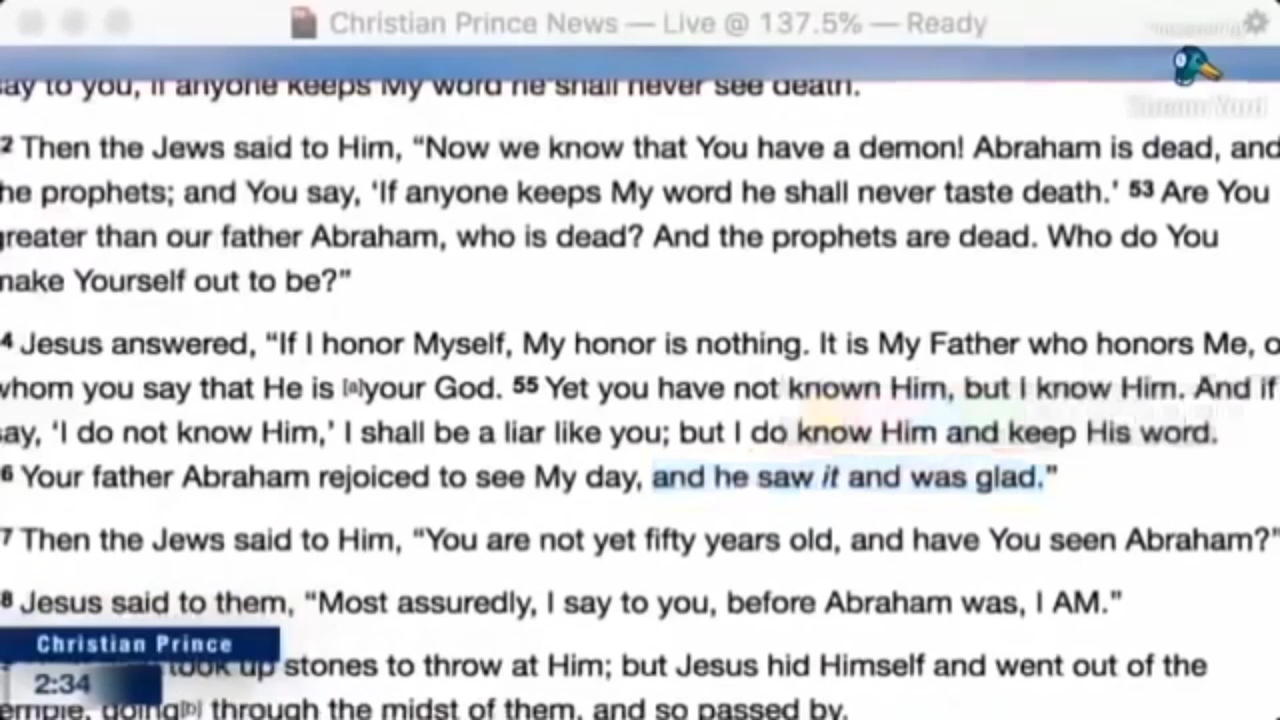 Christian Prince News — Live @ 137.5% — Ready
ay to you, if anyone keeps My word he shall never see death.
2 Then the Jews said to Him, “Now we know that You have a demon! Abraham is dead, and
he prophets; and You say, ‘If anyone keeps My word he shall never taste death.’ 53 Are You
greater than our father Abraham, who is dead? And the prophets are dead. Who do You
make Yourself out to be?”
4 Jesus answered, “If I honor Myself, My honor is nothing. It is My Father who honors Me, o
whom you say that He is [a]your God. 55 Yet you have not known Him, but I know Him. And if
say, ‘I do not know Him,’ I shall be a liar like you; but I do know Him and keep His word.
6 Your father Abraham rejoiced to see My day, and he saw it and was glad.”
7 Then the Jews said to Him, “You are not yet fifty years old, and have You seen Abraham?”
8 Jesus said to them, “Most assuredly, I say to you, before Abraham was, I AM.”
Christian Prince
took up stones to throw at Him; but Jesus hid Himself and went out of the
2:34
emple, going[b] through the midst of them, and so passed by.